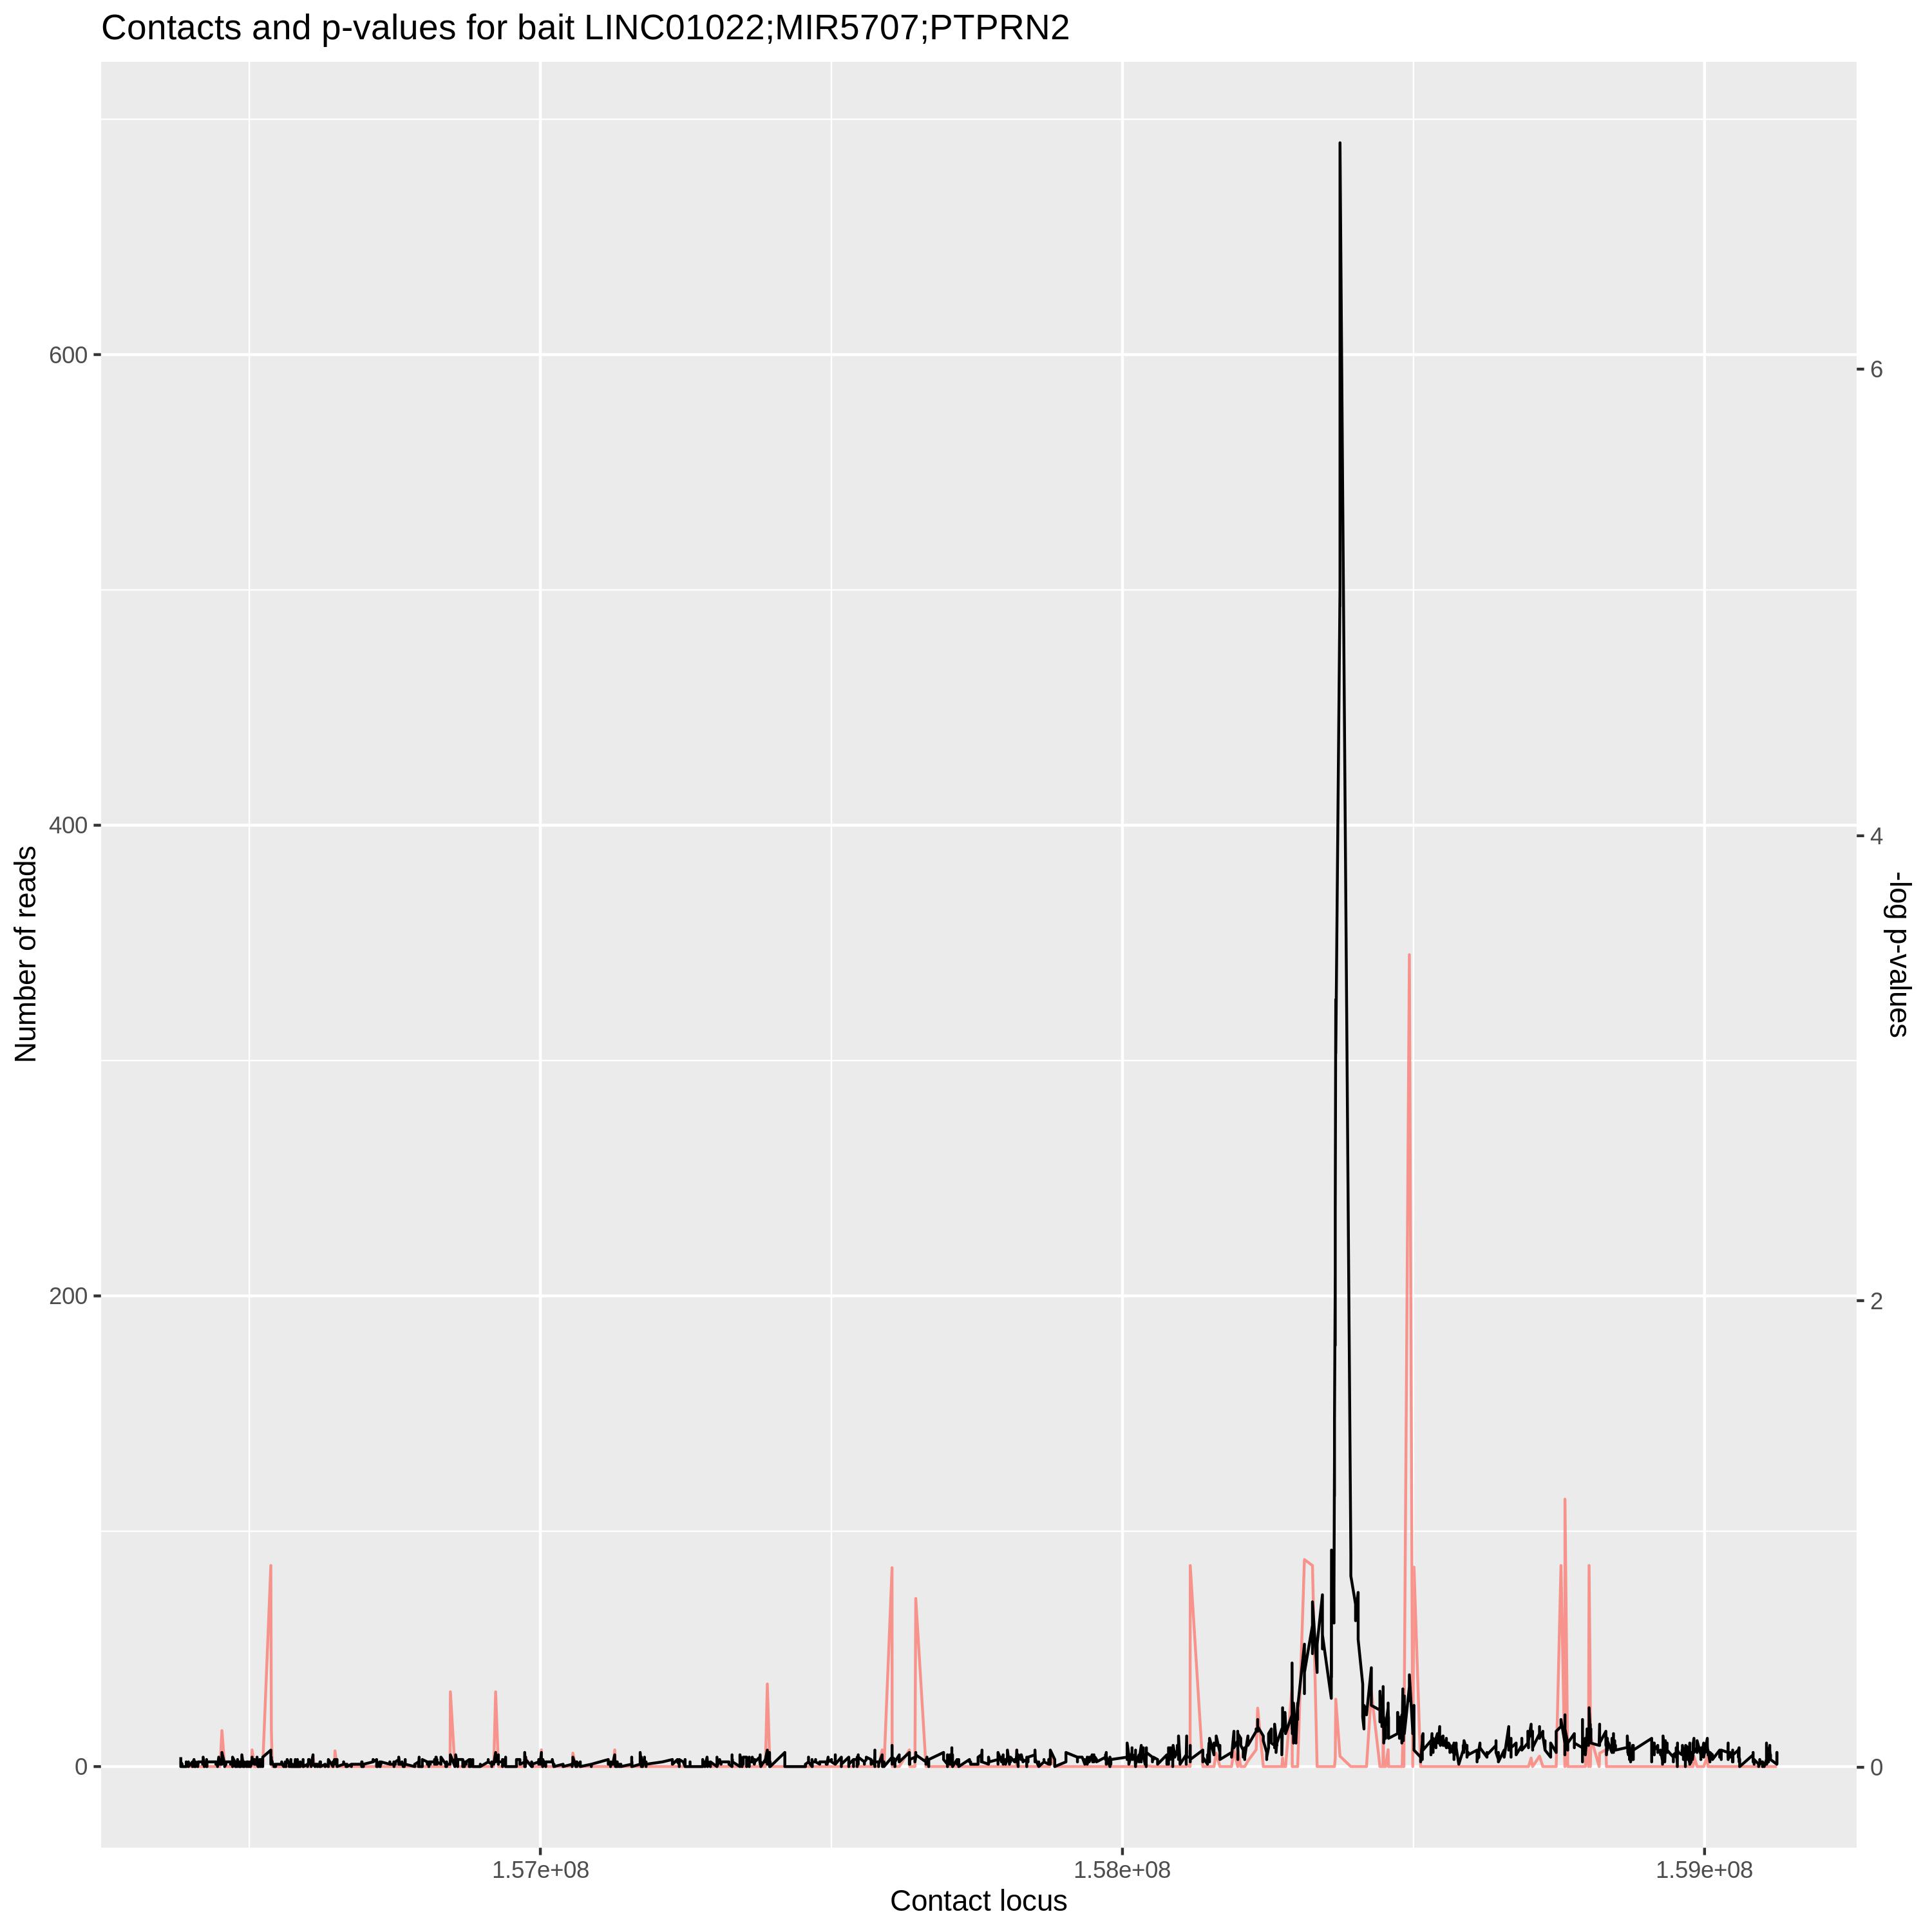 Contacts and p-values for bait LINC01022;MIR5707;PTPRN2
600
400
200
0
Number of reads
6
4
2
0
-log p-values
1.57e+08
1.58e+08
1.59e+08
Contact locus